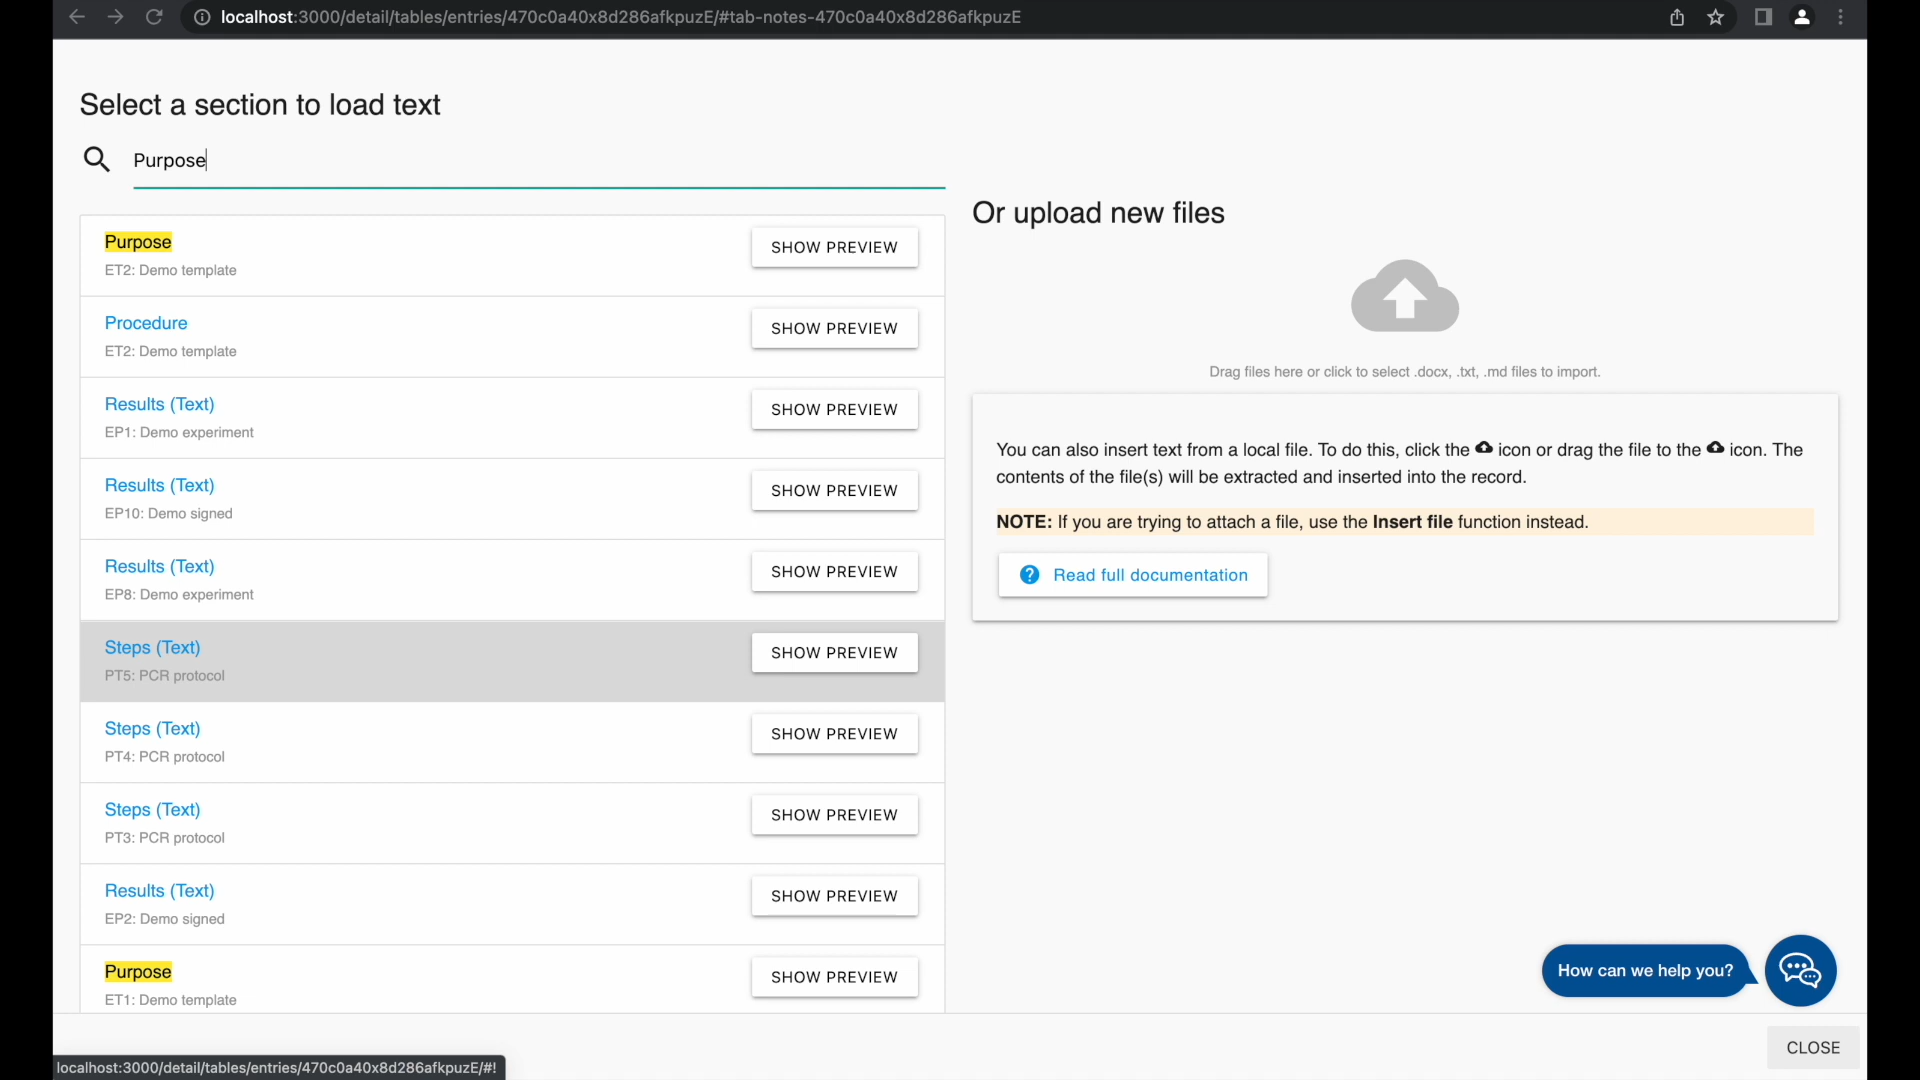 localhost:3000/detail/tables/entries/470c0a40x8d286afkpuzE/#tab-notes-470c0a40x8d286afkpuzE
Select a section to load text
Purpose
Purpose
ET2: Demo template
SHOW PREVIEW
Procedure
ET2: Demo template
SHOW PREVIEW
Results (Text)
EP1: Demo experiment
SHOW PREVIEW
Results (Text)
EP10: Demo signed
SHOW PREVIEW
Results (Text)
EP8: Demo experiment
SHOW PREVIEW
Steps (Text)
PT5: PCR protocol
SHOW PREVIEW
Steps (Text)
PT4: PCR protocol
SHOW PREVIEW
Steps (Text)
PT3: PCR protocol
SHOW PREVIEW
Results (Text)
EP2: Demo signed
SHOW PREVIEW
Purpose
ET1: Demo template
SHOW PREVIEW
Or upload new files
Drag files here or click to select .docx, .txt, .md files to import.
You can also insert text from a local file. To do this, click the icon or drag the file to the icon. The
contents of the file(s) will be extracted and inserted into the record.
NOTE: If you are trying to attach a file, use the Insert file function instead.
Read full documentation
How can we help you?
CLOSE
localhost:3000/detail/tables/entries/470c0a40x8d286afkpuzE/#!